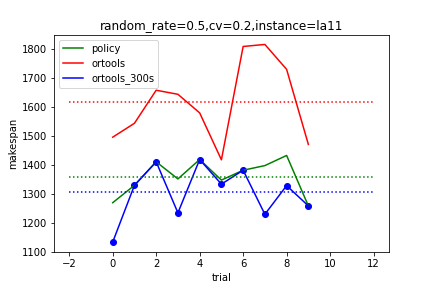 random_rate=0.5,cv=0.2,instance=la11
policy
ortools
ortools_300s
1800
1700
1600
1500
1400
1300
1200
1100
makespan
−2 0 2 4 6 8 10 12
trial